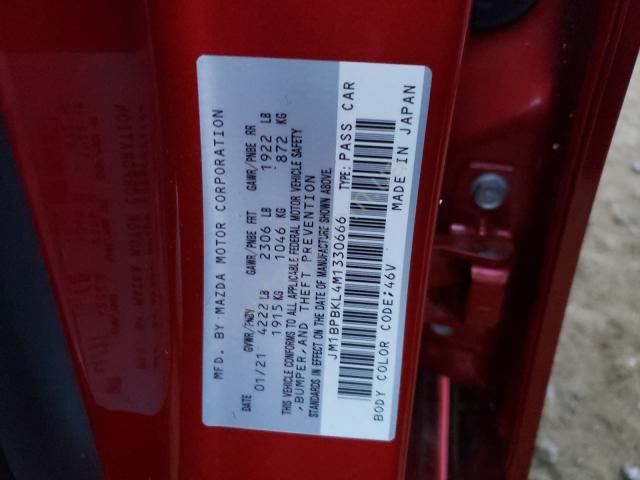 MFD. BY MAZDA MOTOR CORPORATION
DATE GVWR/PNBV GAWR/PNBE FRT GAWR/PNBE RR
01/21 4222 LB 2306 LB 1922 LB
1915 KG 1046 KG 872 KG
THIS VEHICLE CONFORMS TO ALL APPLICABLE FEDERAL MOTOR VEHICLE SAFETY
,BUMPER,AND THEFT PREVENTION
STANDARDS IN EFFECT ON THE DATE OF MANUFACTURE SHOWN ABOVE.
JM1BPBKL4M1330666 TYPE: PASS CAR
BODY COLOR CODE;46V MADE IN JAPAN